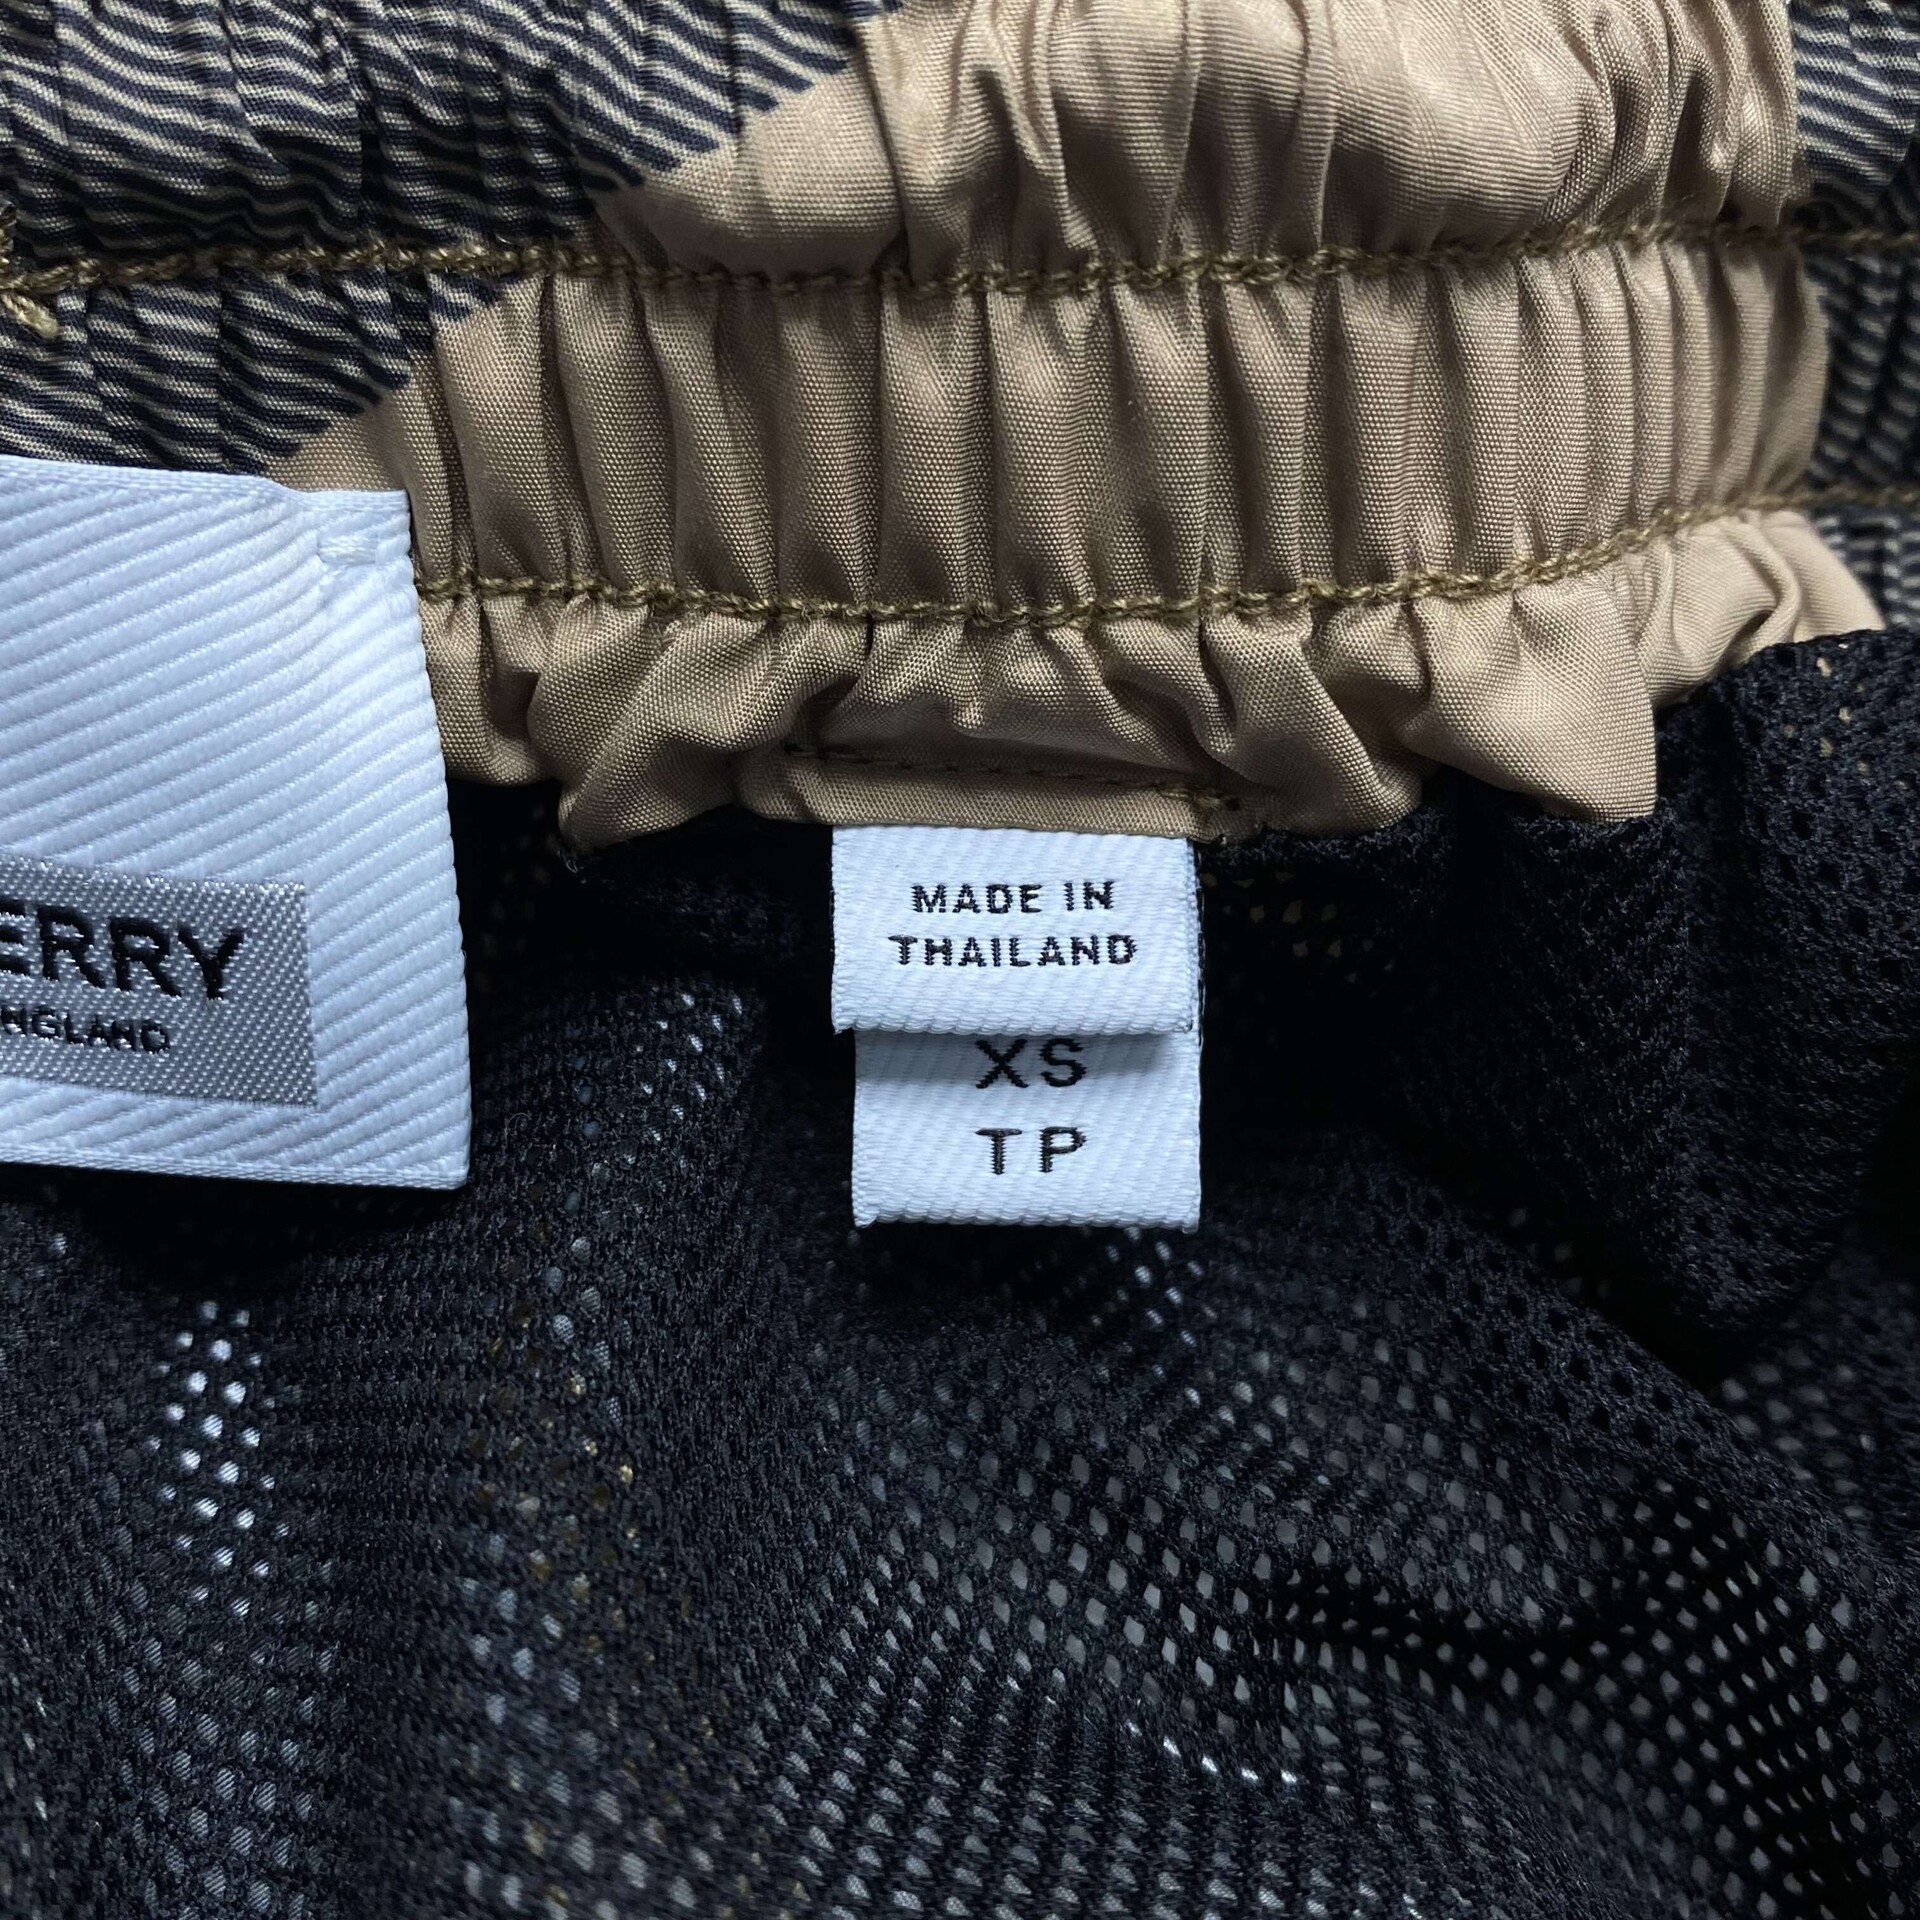 ERRY
NGLAND
MADE IN
THAILAND
XS
TP